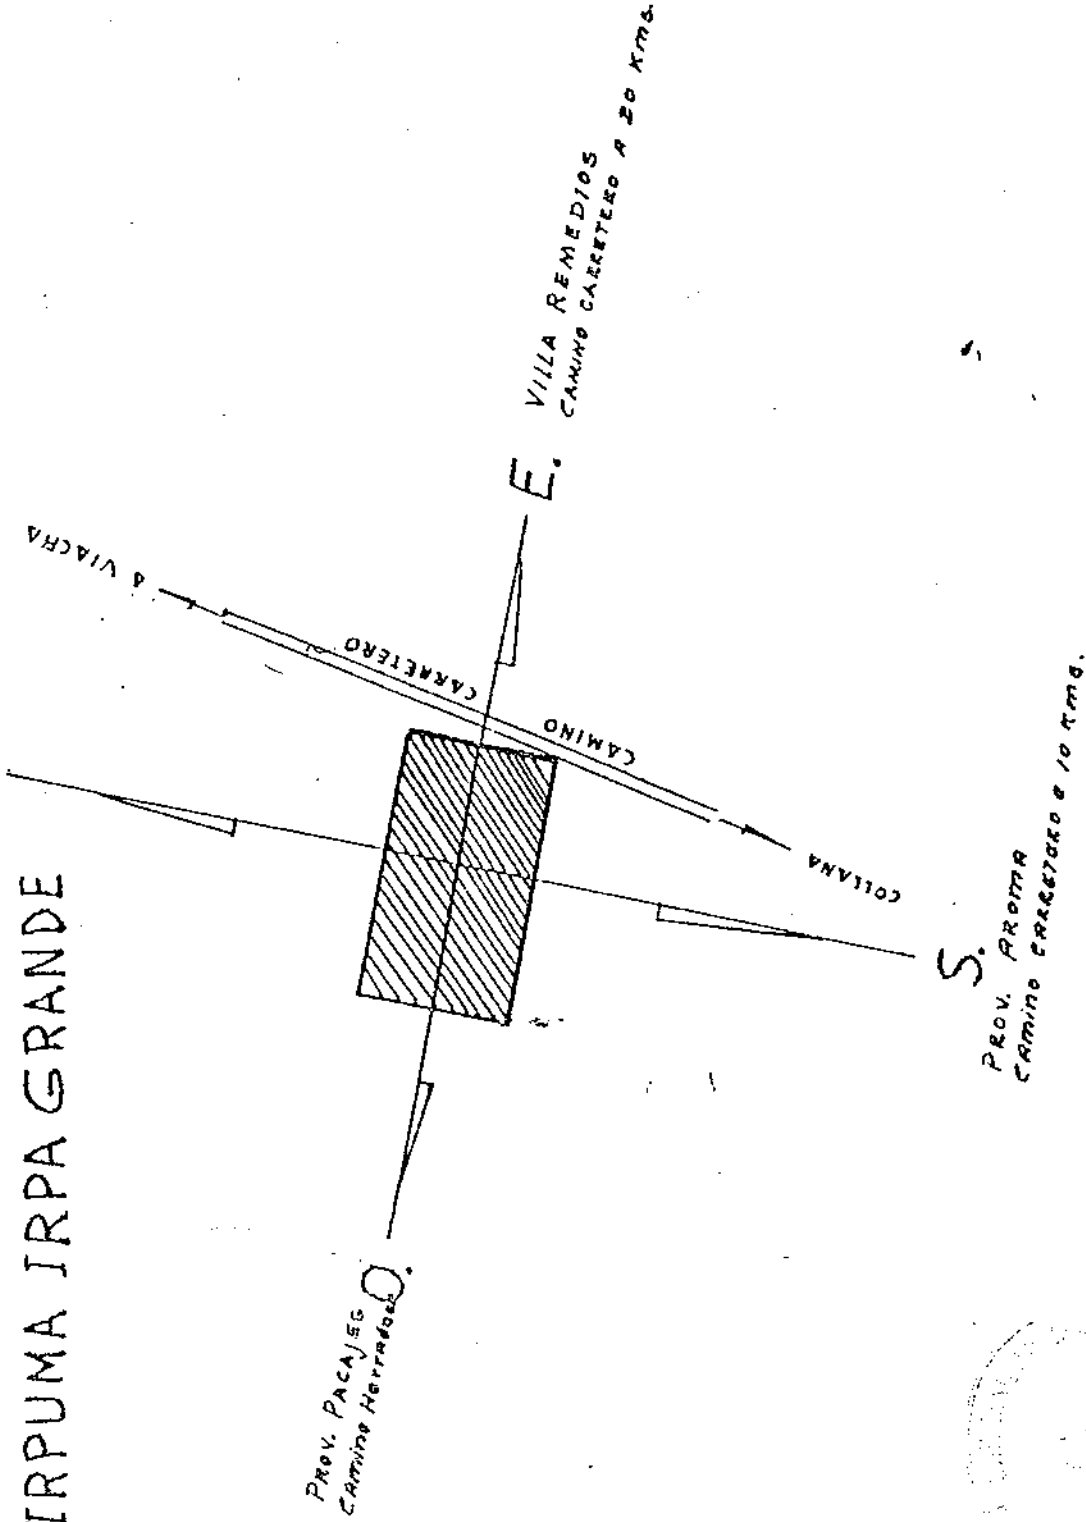 IRPUMA IRPA GRANDE
A VIACHA
CAMINO CARRETERO
COLLANA
E.
VILLA REMEDIOS
CAMINO CARRETERO A 20 Kms.
O.
PROV. PACAJES
Camino Herradura
S.
PROV. AROMA
Camino CARRETERO a 10 Kms.